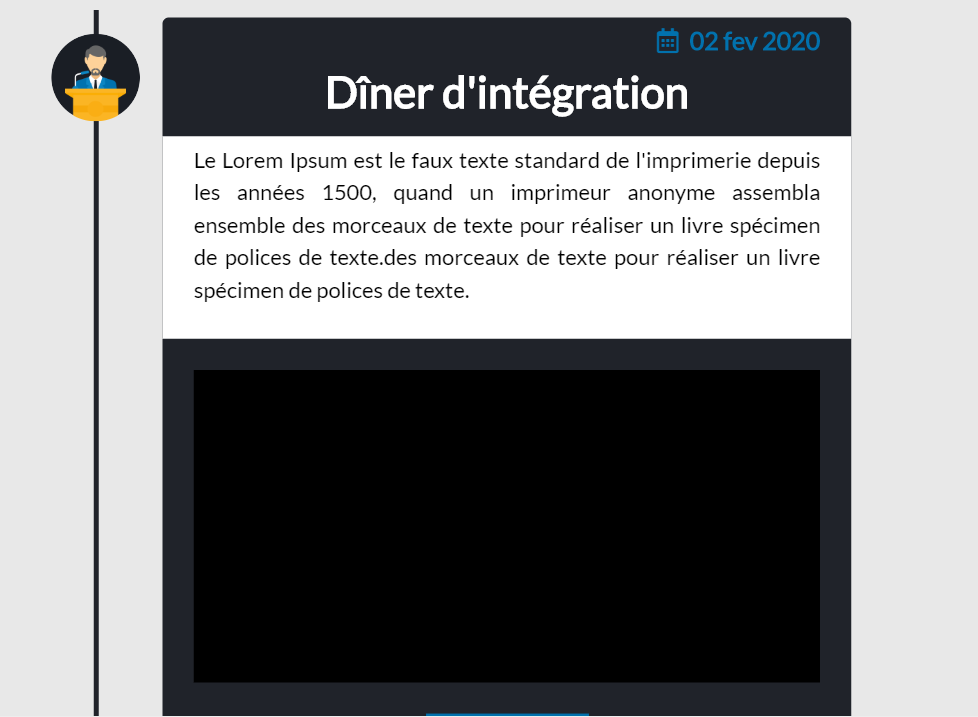 02 fev 2020
Dîner d'intégration
Le Lorem Ipsum est le faux texte standard de l'imprimerie depuis
les années 1500, quand un imprimeur anonyme assembla
ensemble des morceaux de texte pour réaliser un livre spécimen
de polices de texte.des morceaux de texte pour réaliser un livre
spécimen de polices de texte.